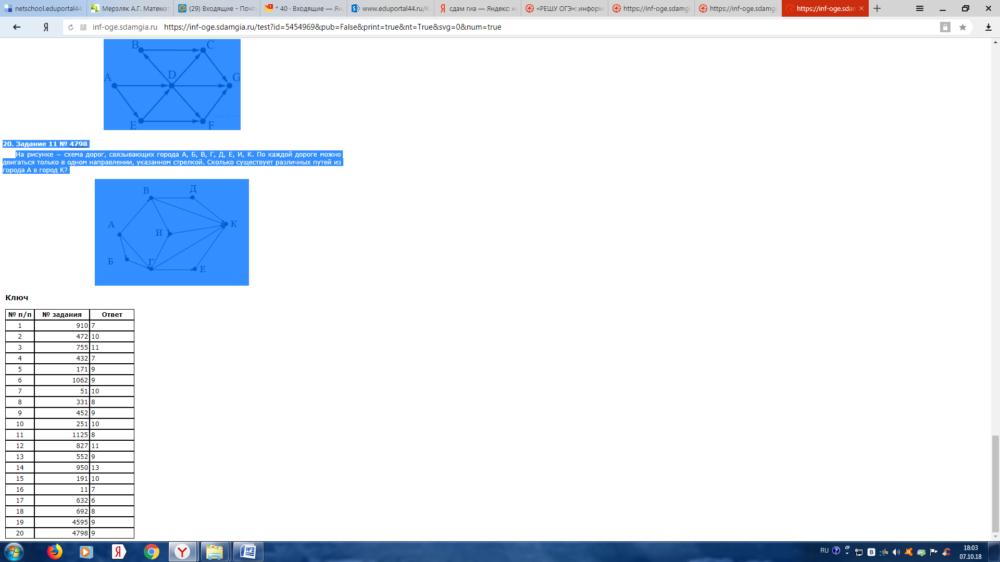 netschool.eduportal44
Мерзляк А.Г. Математ
(29) Входящие - Почт
* 40 · Входящие — Ян
www.eduportal44.ru/К
сдам гиа — Яндекс: н
«РЕШУ ОГЭ»: информ
https://inf-oge.sdamgi
https://inf-oge.sdamgi
https://inf-oge.sdam
inf-oge.sdamgia.ru https://inf-oge.sdamgia.ru/test?id=5454969&pub=False&print=true&nt=True&svg=0&num=true
B C
A D G
E F
20. Задание 11 № 4798
На рисунке — схема дорог, связывающих города А, Б, В, Г, Д, Е, И, К. По каждой дороге можно
двигаться только в одном направлении, указанном стрелкой. Сколько существует различных путей из
города А в город К?
В Д
А К
И
Б Г
Е
Ключ
№ п/п № задания Ответ
1 910 7
2 472 10
3 755 11
4 432 7
5 171 9
6 1062 9
7 51 10
8 331 8
9 452 9
10 251 10
11 1125 8
12 827 11
13 552 9
14 950 13
15 191 10
16 11 7
17 632 6
18 692 8
19 4595 9
20 4798 9
RU
18:03
07.10.18